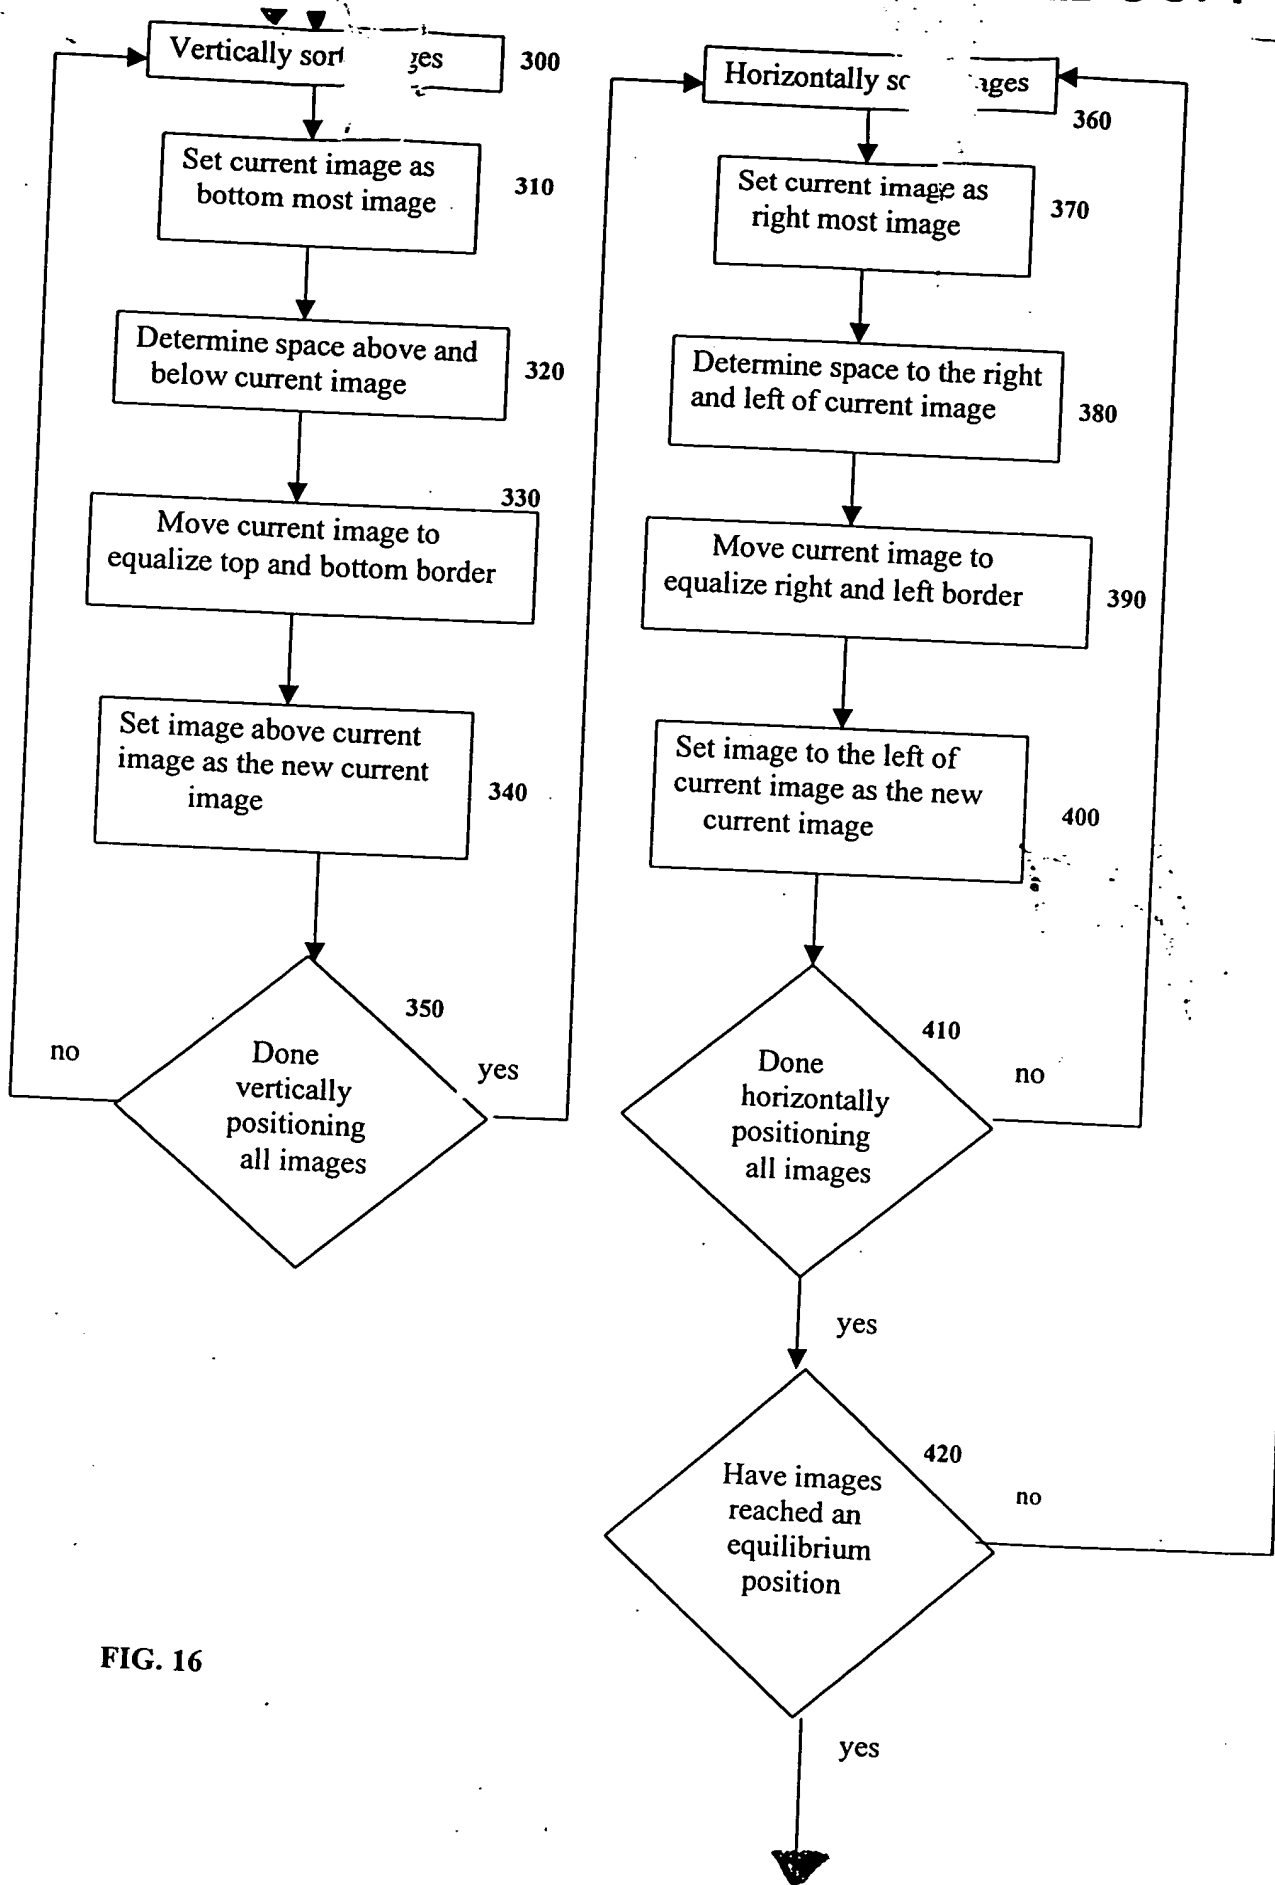 Vertically sort
300
Set current image as
bottom most image
310
Determine space above and
below current image
320
330
Move current image to
equalize top and bottom border
Set image above current
image as the new current
image
340
350
Done
vertically
positioning
all images
no
yes
Horizontally
360
Set current image as
right most image
370
Determine space to the right
and left of current image
380
Move current image to
equalize right and left border
390
Set image to the left of
current image as the new
current image
400
410
Done
horizontally
positioning
all images
no
yes
420
Have images
reached an
equilibrium
position
no
yes
FIG. 16